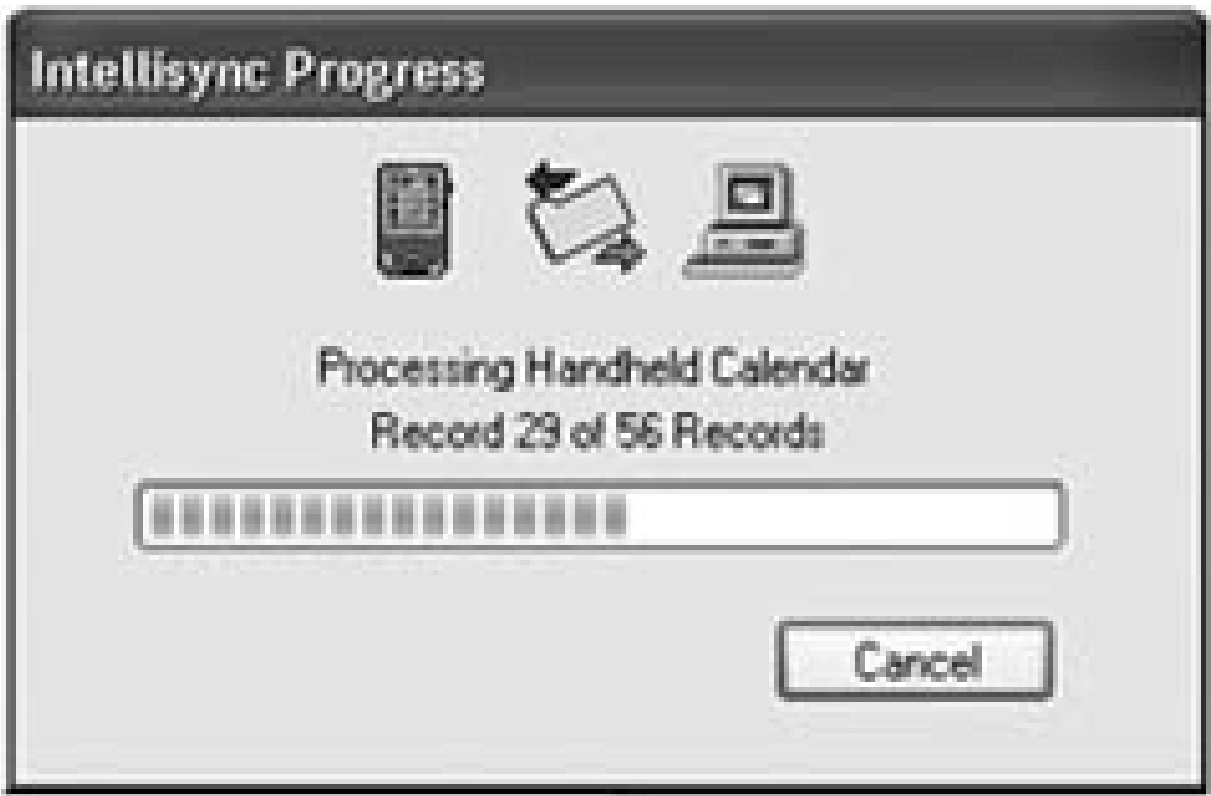 Intellisync Progress
Processing Handheld Calendar
Record 29 of 56 Records
Cancel